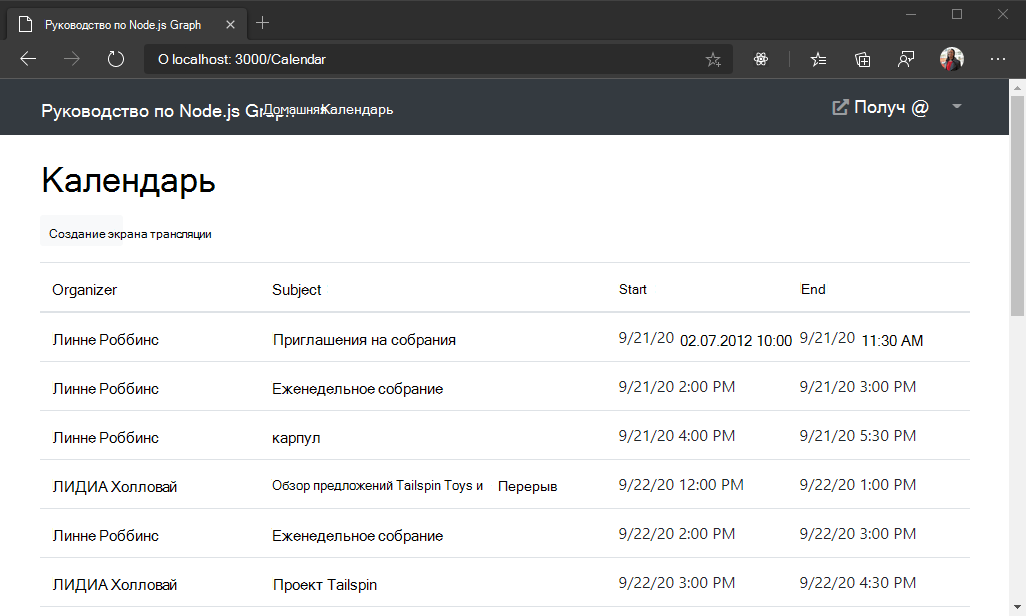 Руководство по Node.js Graph
O localhost: 3000/Calendar
Руководство по Node.js Домашняя Календарь Получ @
Календарь
Создание экрана трансляции
Organizer Subject Start End
Линне Роббинс Приглашения на собрания 9/21/20 02.07.2012 10:00 9/21/20 11:30 AM
Линне Роббинс Еженедельное собрание 9/21/20 2:00 PM 9/21/20 3:00 PM
Линне Роббинс карпул 9/21/20 4:00 PM 9/21/20 5:30 PM
ЛИДИА Холловай Обзор предложений Tailspin Toys и Перерыв 9/22/20 12:00 PM 9/22/20 1:00 PM
Линне Роббинс Еженедельное собрание 9/22/20 2:00 PM 9/22/20 3:00 PM
ЛИДИА Холловай Проект Tailspin 9/22/20 3:00 PM 9/22/20 4:30 PM